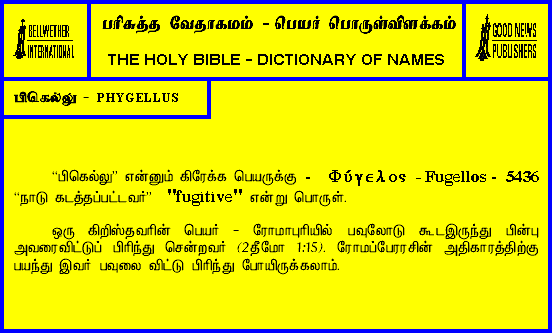 BELLWETHER
INTERNATIONAL
பரிசுத்த வேதாகமம் - பெயர் பொருள்விளக்கம்
THE HOLY BIBLE - DICTIONARY OF NAMES
GOOD NEWS
PUBLISHERS
பிகெல்லு - PHYGELLUS
“பிகெல்லு” என்னும் கிரேக்க பெயருக்கு - Φύγελος - Fugellos - 5436
“நாடு கடத்தப்பட்டவர்” "fugitive" என்று பொருள்.
ஒரு கிறிஸ்தவரின் பெயர் - ரோமாபுரியில் பவுலோடு கூடஇருந்து பின்பு
அவரைவிட்டுப் பிரிந்து சென்றவர் (2தீமோ 1:15). ரோமப்பேரரசின் அதிகாரத்திற்கு
பயந்து இவர் பவுலை விட்டு பிரிந்து போயிருக்கலாம்.